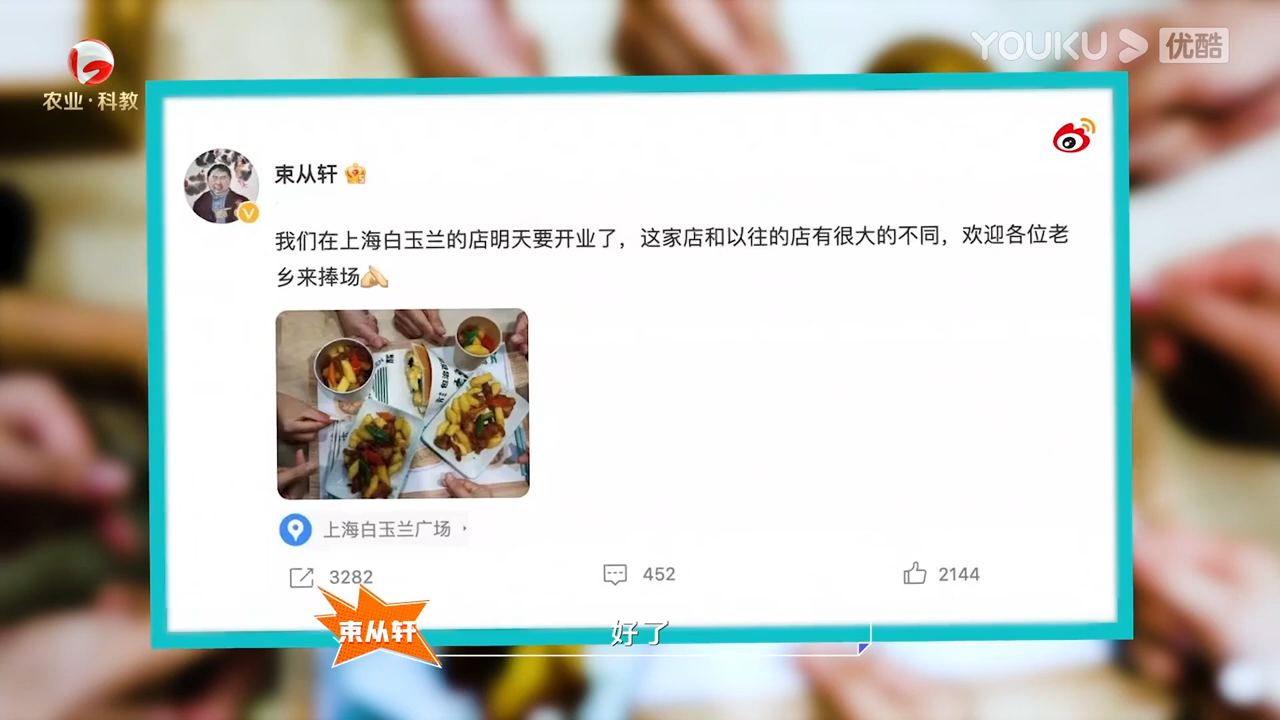 YOUKU 优酷
农业·科教
束从轩
我们在上海白玉兰的店明天要开业了，这家店和以往的店有很大的不同，欢迎各位老
乡来捧场
上海白玉兰广场
3282
452
2144
束从轩
好了